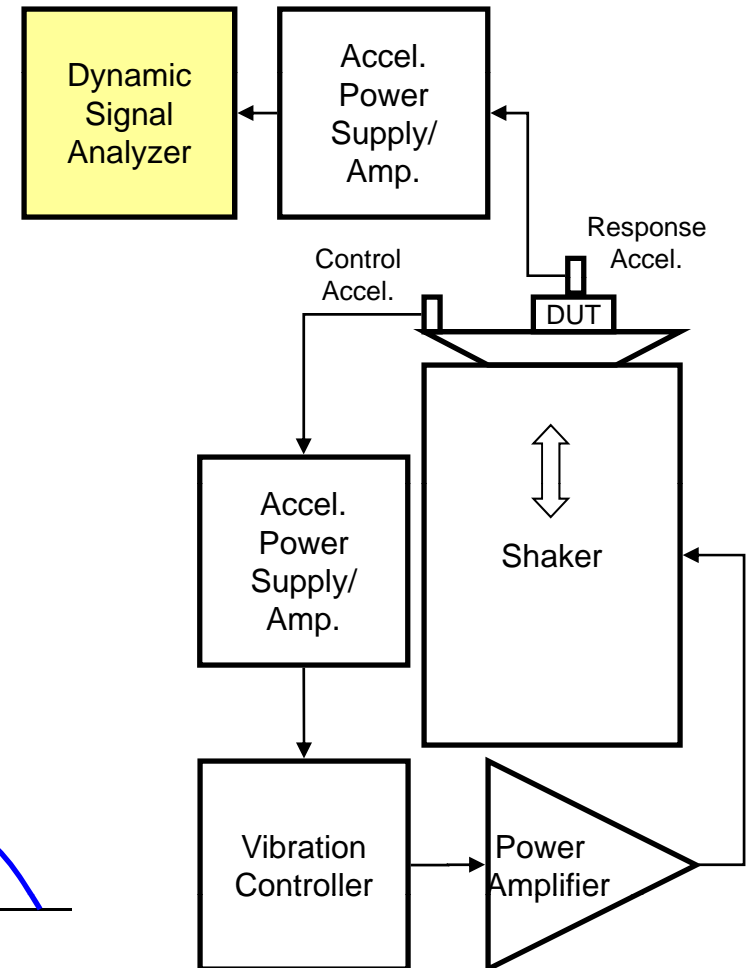 Dynamic
Signal
Analyzer
Accel.
Power
Supply/
Amp.
Response
Accel.
Control
Accel.
DUT
Accel.
Power
Supply/
Amp.
Shaker
Vibration
Controller
Power
Amplifier